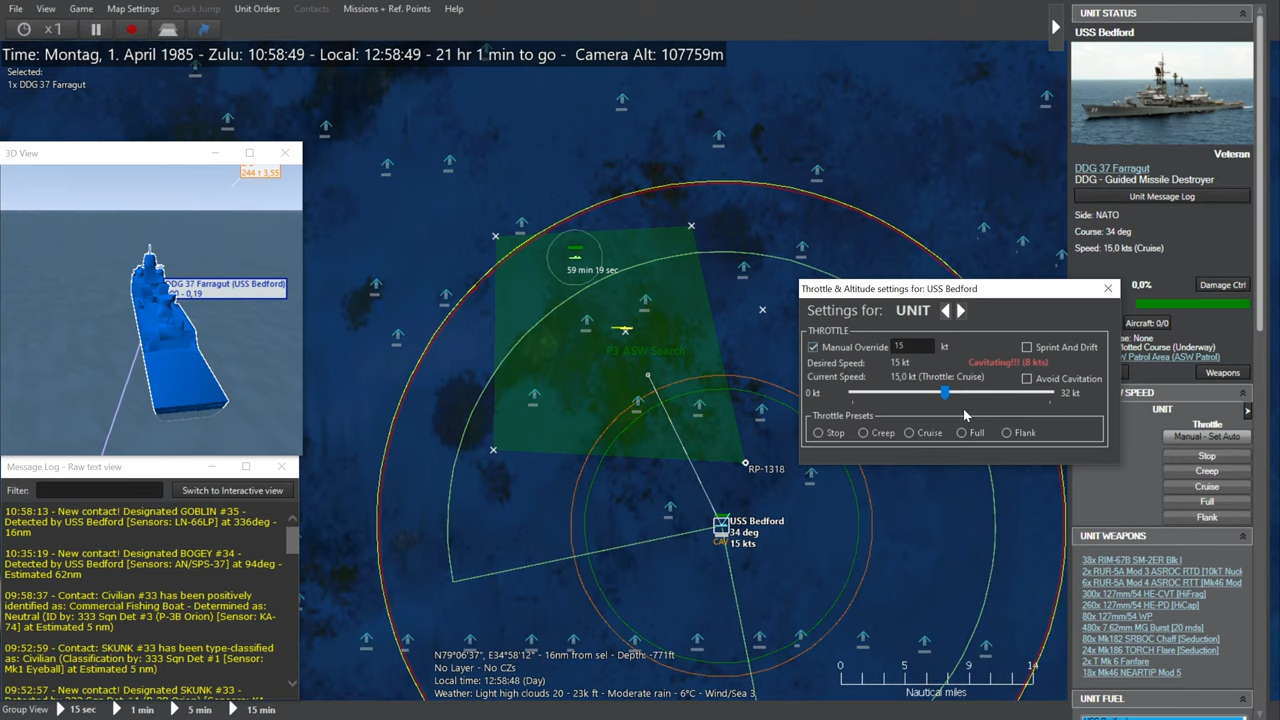 File View Game Map Settings Quick Jump Unit Orders Contacts Missions + Ref. Points Help
x 1
Time: Montag, 1. April 1985 - Zulu: 10:58:49 - Local: 12:58:49 - 21 hr 1 min to go - Camera Alt: 107759m
Selected:
1x DDG 37 Farragut
3D View
244 ↑ 3,55
DDG 37 Farragut (USS Bedford)
- 0,19
Message Log - Raw text view
Filter:
Switch to Interactive view
10:58:13 - New contact! Designated GOBLIN #35 -
Detected by USS Bedford [Sensors: LN-66LP] at 336deg -
16nm
10:35:19 - New contact! Designated BOGEY #34 -
Detected by USS Bedford [Sensors: AN/SPS-37] at 94deg -
Estimated 62nm
09:58:37 - Contact: Civilian #33 has been positively
identified as: Commercial Fishing Boat - Determined as:
Neutral (ID by: 333 Sqn Det #3 (P-3B Orion) [Sensor: KA-
74] at Estimated 5 nm)
09:52:59 - Contact: SKUNK #33 has been type-classified
as: Civilian (Classification by: 333 Sqn Det #1 [Sensor:
Mk1 Eyeball] at Estimated 5 nm)
09:52:57 - New contact! Designated SKUNK #33 -
Group View
15 sec
1 min
5 min
15 min
59 min 19 sec
P3 ASW Search
RP-1318
USS Bedford
34 deg
15 kts
CAV
N79°06'37", E34°58'12" - 16nm from sel - Depth: -771ft
No Layer - No CZs
Local time: 12:58:48 (Day)
Weather: Light high clouds 20 - 23k ft - Moderate rain - 6°C - Wind/Sea 3
0 5 9 14
Nautical miles
Throttle & Altitude settings for: USS Bedford
Settings for: UNIT
THROTTLE
Manual Override 15 kt
Sprint And Drift
Desired Speed: 15 kt
Cavitating!!! (8 kts)
Current Speed: 15,0 kt (Throttle: Cruise)
Avoid Cavitation
0 kt
32 kt
Throttle Presets
Stop Creep Cruise Full Flank
UNIT STATUS
USS Bedford
Veteran
DDG 37 Farragut
DDG - Guided Missile Destroyer
Unit Message Log
Side: NATO
Course: 34 deg
Speed: 15,0 kts (Cruise)
0,0%
Damage Ctrl
Aircraft: 0/0
Plotted Course (Underway)
Patrol Area (ASW Patrol)
Weapons
SPEED
UNIT
Throttle
Manual - Set Auto
Stop
Creep
Cruise
Full
Flank
UNIT WEAPONS
38x RIM-67B SM-2ER Blk I
2x RUR-5A Mod 3 ASROC RTD [10kT Nuck
6x RUR-5A Mod 4 ASROC RTT [Mk46 Mod
300x 127mm/54 HE-CVT [HiFrag]
260x 127mm/54 HE-PD [HiCap]
80x 127mm/54 WP
480x 7.62mm MG Burst [20 rnds]
80x Mk182 SRBOC Chaff [Seduction]
24x Mk186 TORCH Flare [Seduction]
2x T Mk 6 Fanfare
18x Mk46 NEARTIP Mod 5
UNIT FUEL